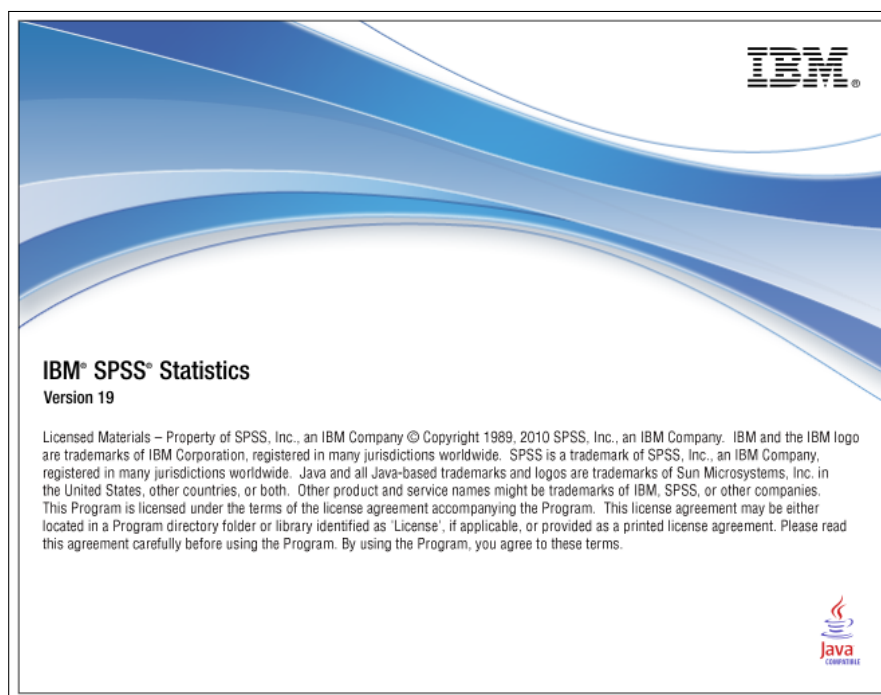 IBM®
IBM® SPSS® Statistics
Version 19
Licensed Materials – Property of SPSS, Inc., an IBM Company © Copyright 1989, 2010 SPSS, Inc., an IBM Company.  IBM and the IBM logo
are trademarks of IBM Corporation, registered in many jurisdictions worldwide.  SPSS is a trademark of SPSS, Inc., an IBM Company,
registered in many jurisdictions worldwide.  Java and all Java-based trademarks and logos are trademarks of Sun Microsystems, Inc. in
the United States, other countries, or both.  Other product and service names might be trademarks of IBM, SPSS, or other companies.
This Program is licensed under the terms of the license agreement accompanying the Program.  This license agreement may be either
located in a Program directory folder or library identified as 'License', if applicable, or provided as a printed license agreement. Please read
this agreement carefully before using the Program. By using the Program, you agree to these terms.
Java
COMPATIBLE